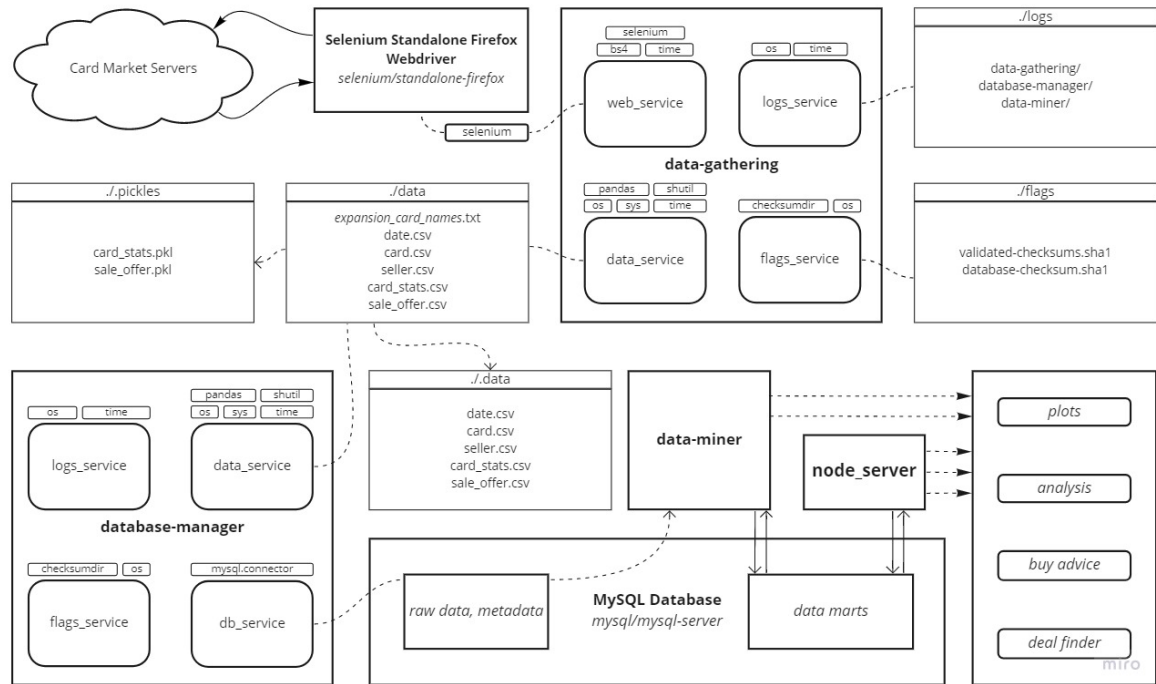 Card Market Servers
Selenium Standalone Firefox
Webdriver
selenium/standalone-firefox
selenium
selenium
bs4
time
web_service
os
time
logs_service
data-gathering
pandas
shutil
os
sys
time
data_service
checksumdir
os
flags_service
./logs
data-gathering/
database-manager/
data-miner/
./.pickles
card_stats.pkl
sale_offer.pkl
./data
expansion_card_names.txt
date.csv
card.csv
seller.csv
card_stats.csv
sale_offer.csv
./flags
validated-checksums.sha1
database-checksum.sha1
os
time
logs_service
pandas
shutil
os
sys
time
data_service
database-manager
checksumdir
os
flags_service
mysql.connector
db_service
./.data
date.csv
card.csv
seller.csv
card_stats.csv
sale_offer.csv
data-miner
node_server
raw data, metadata
MySQL Database
mysql/mysql-server
data marts
plots
analysis
buy advice
deal finder
miro